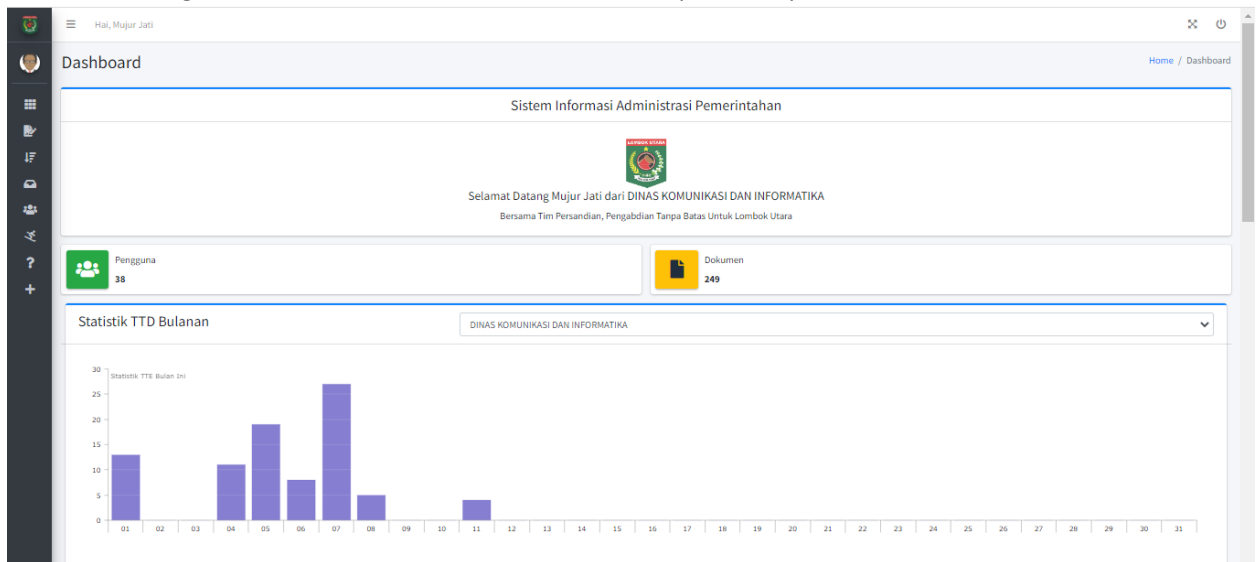 Hai, Mujur Jati
Dashboard
Home / Dashboard
Sistem Informasi Administrasi Pemerintahan
LOMBOK UTARA
Selamat Datang Mujur Jati dari DINAS KOMUNIKASI DAN INFORMATIKA
Bersama Tim Persandian, Pengabdian Tanpa Batas Untuk Lombok Utara
Pengguna
38
Dokumen
249
Statistik TTD Bulanan
DINAS KOMUNIKASI DAN INFORMATIKA
Statistik TTE Bulan Ini
30
25
20
15
10
5
0
01 02 03 04 05 06 07 08 09 10 11 12 13 14 15 16 17 18 19 20 21 22 23 24 25 26 27 28 29 30 31